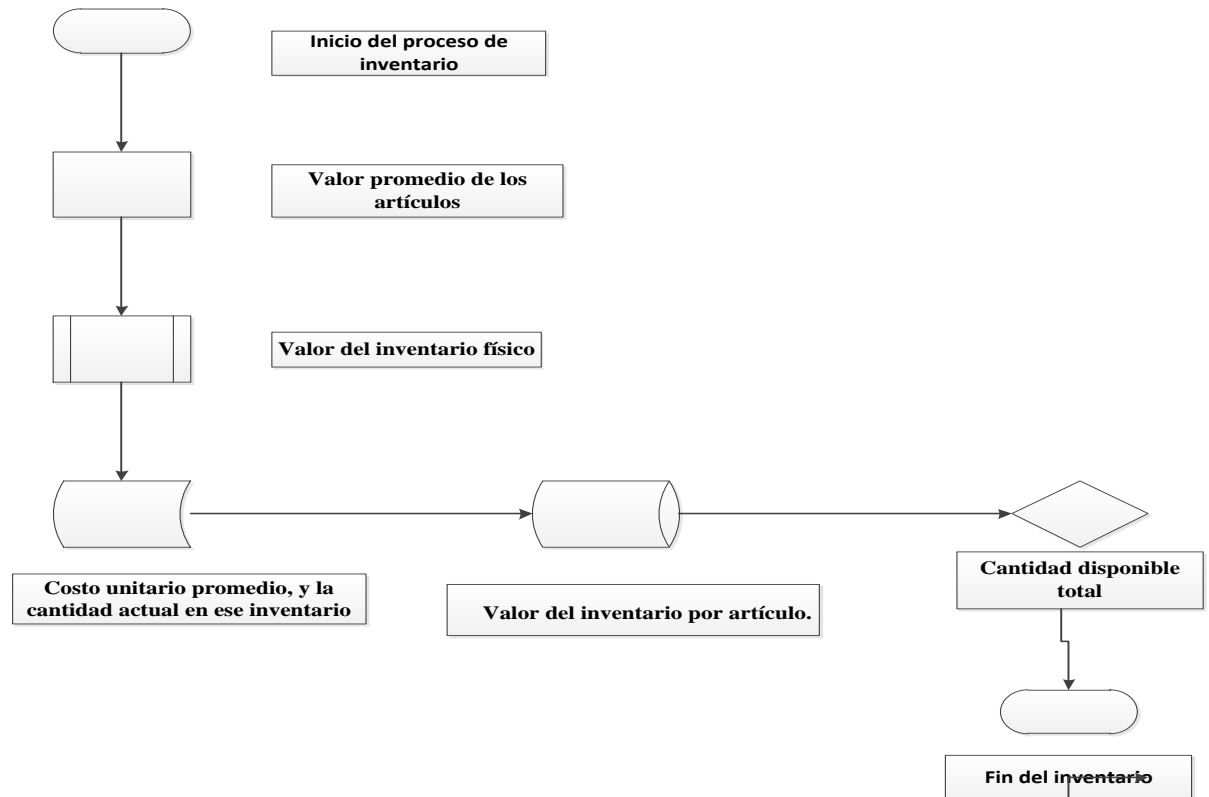 Inicio del proceso de
inventario
Valor promedio de los
artículos
Valor del inventario físico
Costo unitario promedio, y la
cantidad actual en ese inventario
Valor del inventario por artículo.
Cantidad disponible
total
Fin del inventario